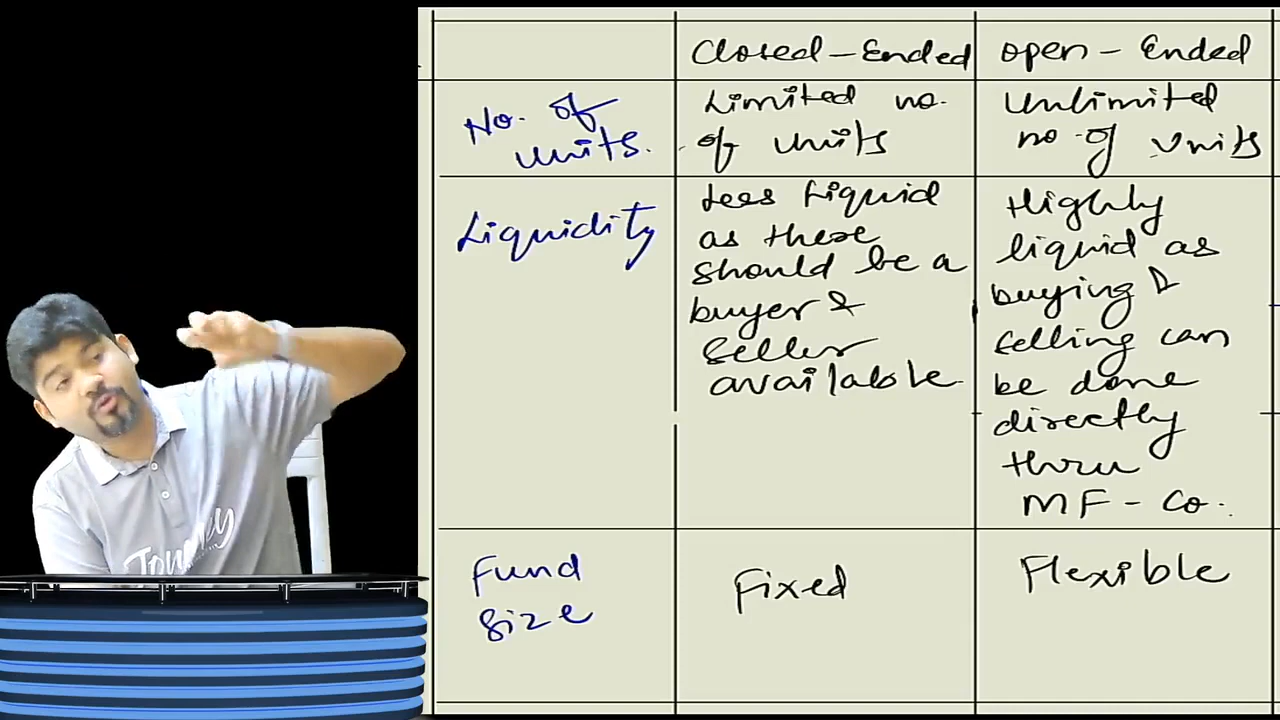 Closed-Ended
open-Ended
No. of
units.
Limited no.
of units
Unlimited
no. of units
Liquidity
Less liquid
as there
should be a
buyer &
seller
available.
Highly
liquid as
buying &
selling can
be done
directly
thru
MF-Co.
Fund
size
Fixed
Flexible
Journey